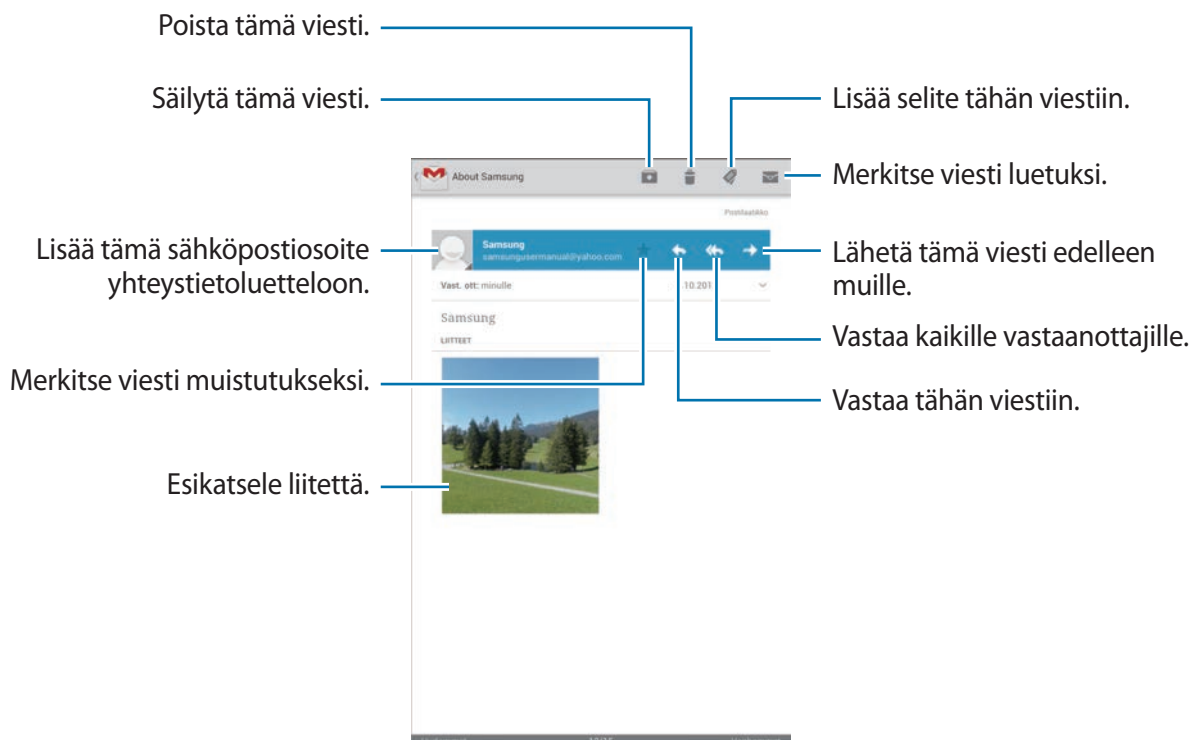 Poista tämä viesti.
Säilytä tämä viesti.
Lisää selite tähän viestiin.
About Samsung
Merkitse viesti luetuksi.
Postilaatikko
Lisää tämä sähköpostiosoite
yhteystietoluetteloon.
Samsung
samsungusermanual@yahoo.com
Lähetä tämä viesti edelleen
muille.
Vast. ott: minulle
10.201
Samsung
LIITTEET
Vastaa kaikille vastaanottajille.
Merkitse viesti muistutukseksi.
Vastaa tähän viestiin.
Esikatsele liitettä.